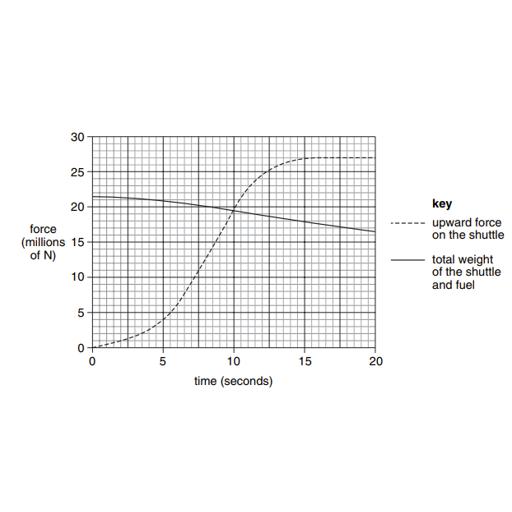 30
25
20
15
10
5
0
force
(millions
of N)
0 5 10 15 20
time (seconds)
key
upward force
on the shuttle
total weight
of the shuttle
and fuel